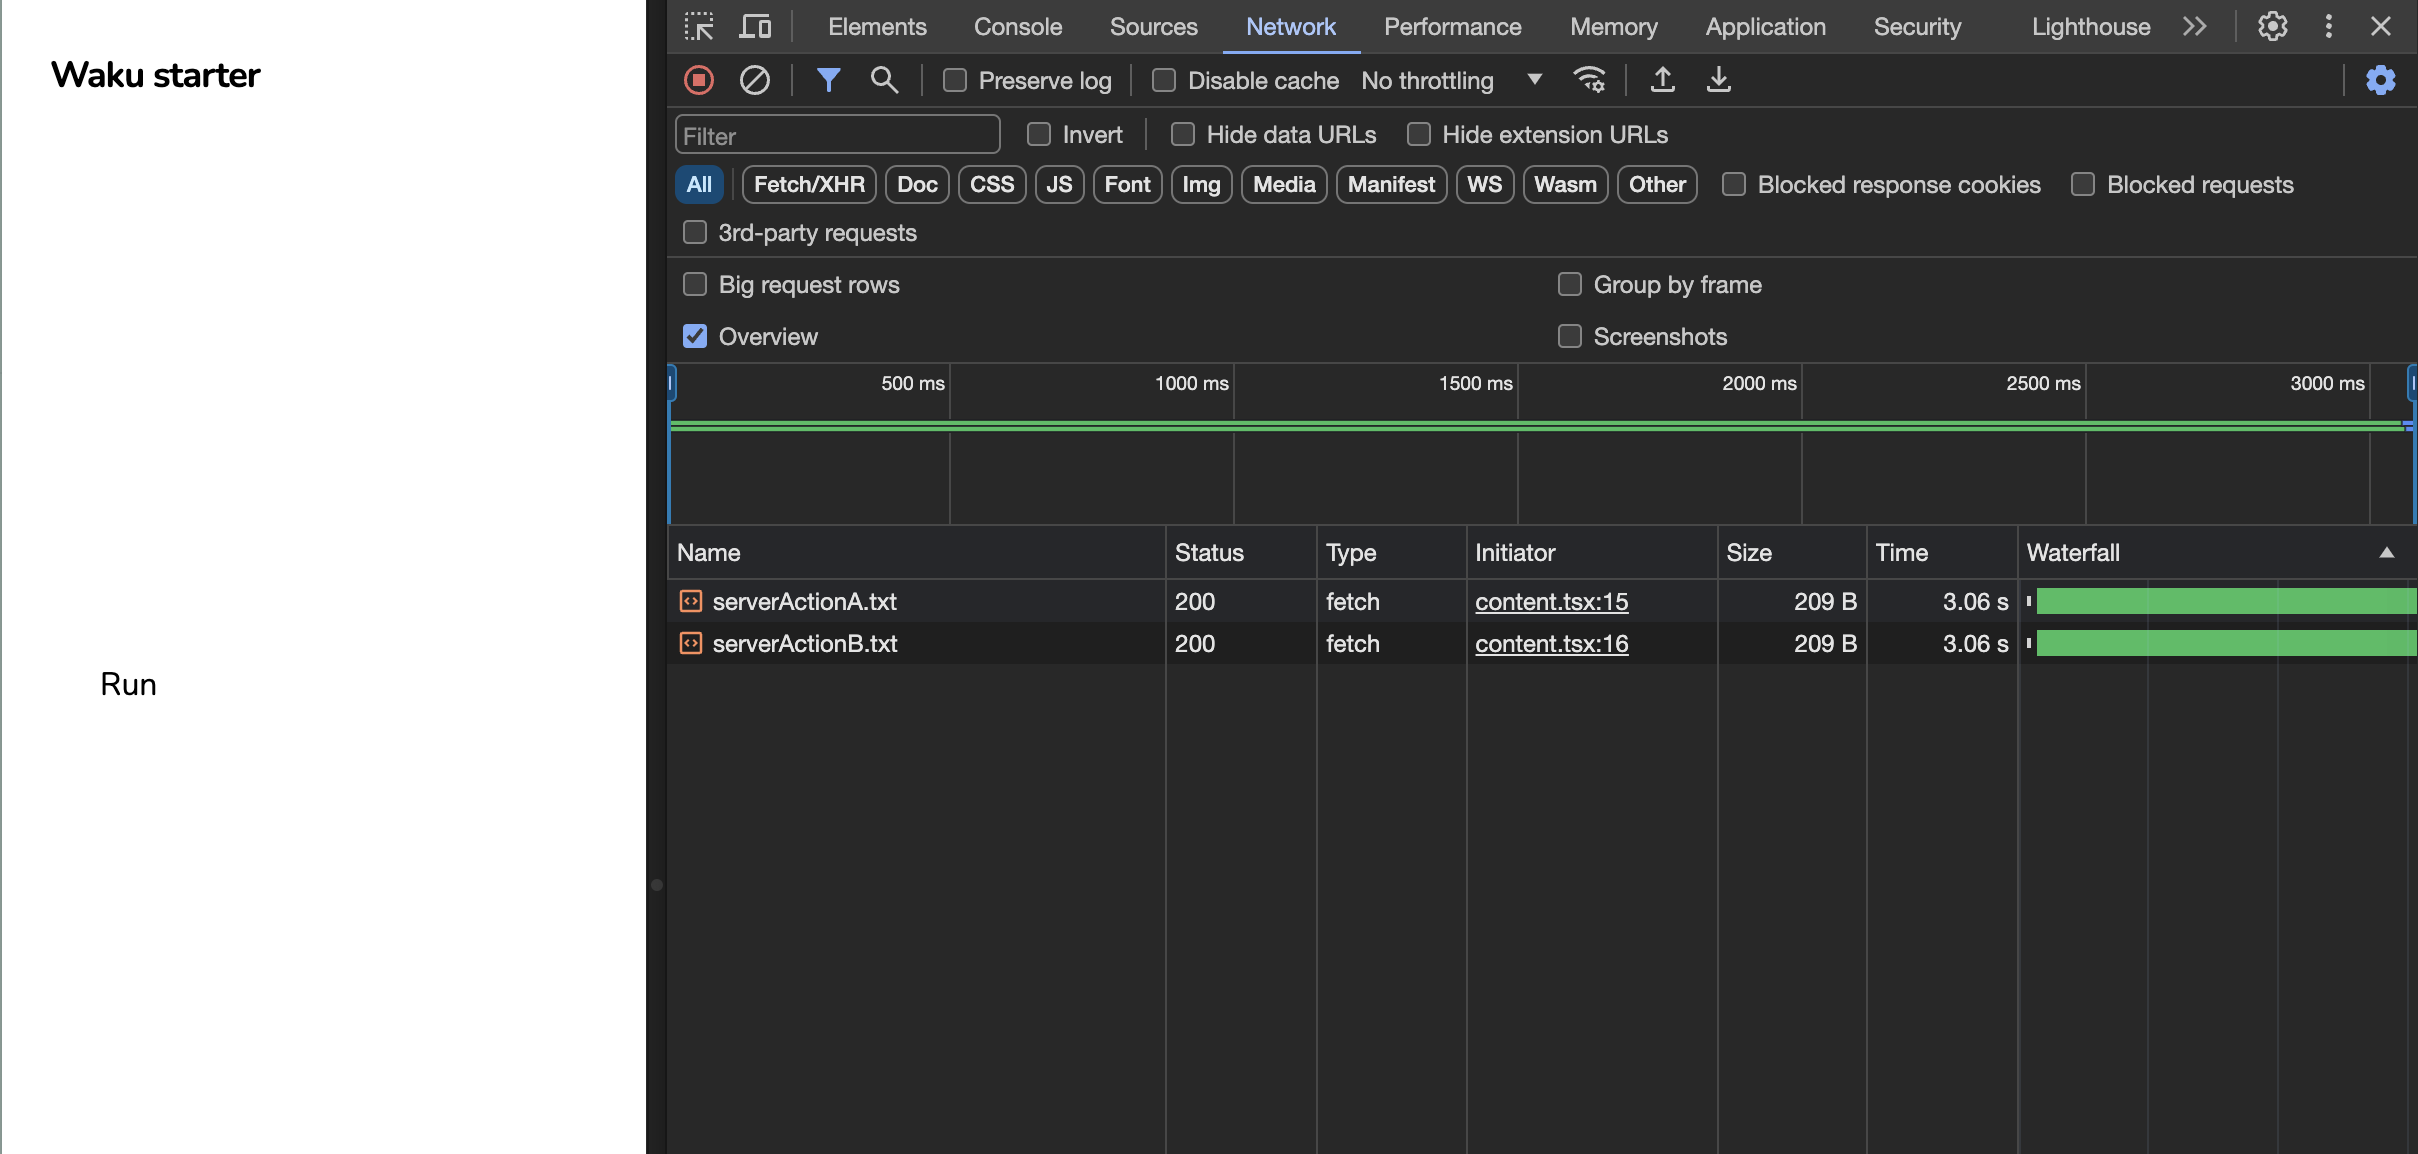 Waku starter
Run
Elements Console Sources Network Performance Memory Application Security Lighthouse
Preserve log Disable cache No throttling
Filter Invert Hide data URLs Hide extension URLs
All Fetch/XHR Doc CSS JS Font Img Media Manifest WS Wasm Other Blocked response cookies Blocked requests
3rd-party requests
Big request rows Group by frame
Overview Screenshots
500 ms 1000 ms 1500 ms 2000 ms 2500 ms 3000 ms
Name Status Type Initiator Size Time Waterfall
serverActionA.txt 200 fetch content.tsx:15 209 B 3.06 s
serverActionB.txt 200 fetch content.tsx:16 209 B 3.06 s